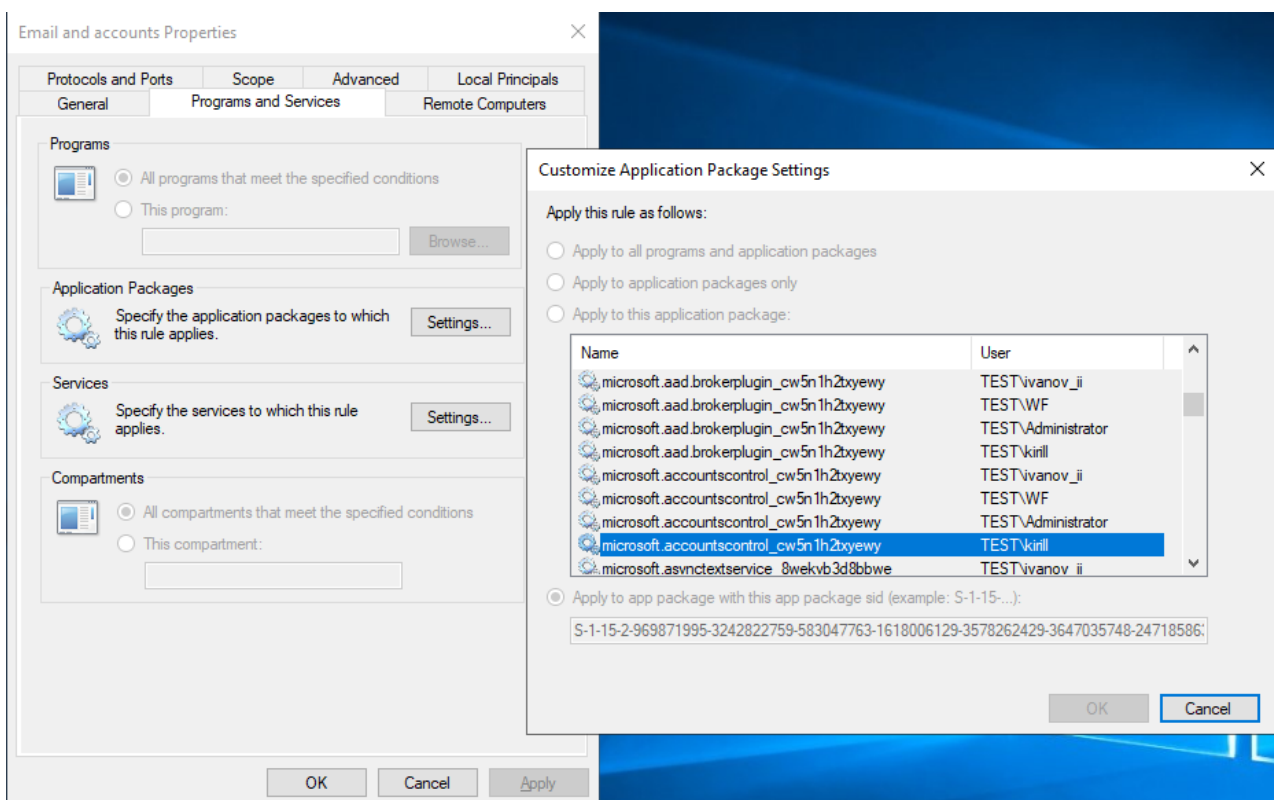 Email and accounts Properties
Protocols and Ports Scope Advanced Local Principals
General Programs and Services Remote Computers
Programs
All programs that meet the specified conditions
This program:
Browse...
Application Packages
Specify the application packages to which
this rule applies.
Settings...
Services
Specify the services to which this rule
applies.
Settings...
Compartments
All compartments that meet the specified conditions
This compartment:
OK Cancel Apply
Customize Application Package Settings
Apply this rule as follows:
Apply to all programs and application packages
Apply to application packages only
Apply to this application package:
Name User
microsoft.aad.brokerplugin_cw5n1h2txyewy TEST\ivanov_ii
microsoft.aad.brokerplugin_cw5n1h2txyewy TEST\WF
microsoft.aad.brokerplugin_cw5n1h2txyewy TEST\Administrator
microsoft.aad.brokerplugin_cw5n1h2txyewy TEST\kirill
microsoft.accountscontrol_cw5n1h2txyewy TEST\ivanov_ii
microsoft.accountscontrol_cw5n1h2txyewy TEST\WF
microsoft.accountscontrol_cw5n1h2txyewy TEST\Administrator
microsoft.accountscontrol_cw5n1h2txyewy TEST\kirill
microsoft.asynctextservice_8wekyb3d8bbwe TEST\ivanov_ii
Apply to app package with this app package sid (example: S-1-15-...):
S-1-15-2-969871995-3242822759-583047763-1618006129-3578262429-3647035748-24718586
OK Cancel